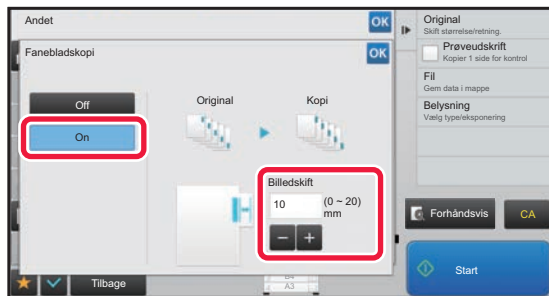 Andet
OK
Fanebladskopi
OK
Off
On
Original
Kopi
Billedskift
10
(0 ~ 20)
mm
Tilbage
A3
Original
Skift størrelse/retning.
Prøveudskrift
Kopier 1 side for kontrol
Fil
Gem data i mappe
Belysning
Vælg type/eksponering
Forhåndsvis
CA
Start